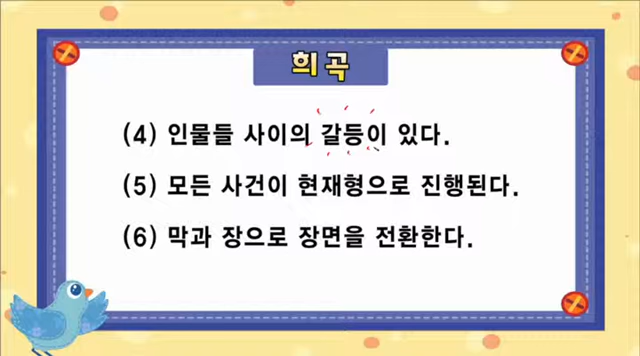 희곡
(4) 인물들 사이의 갈등이 있다.
(5) 모든 사건이 현재형으로 진행된다.
(6) 막과 장으로 장면을 전환한다.